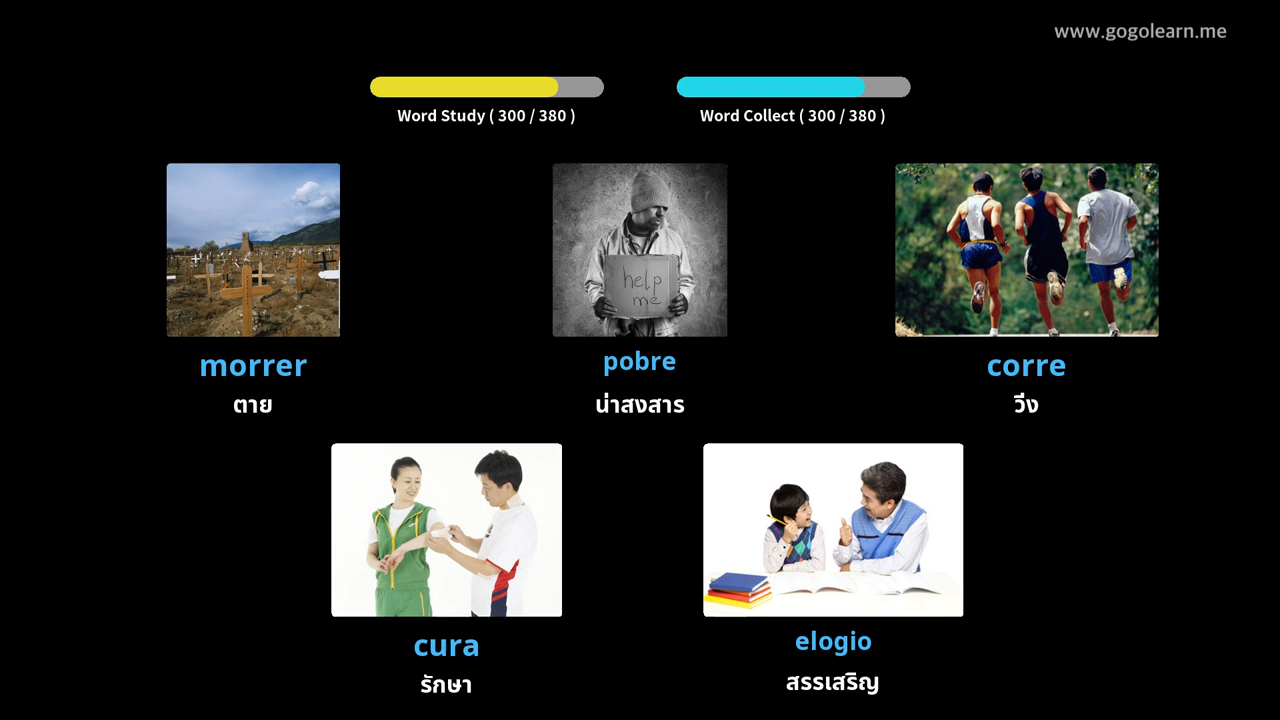 www.gogolearn.me
Word Study ( 300 / 380 )
Word Collect ( 300 / 380 )
help
me
morrer
pobre
corre
ตาย
น่าสงสาร
วีง
cura
elogio
รักษา
สรรเสริญ